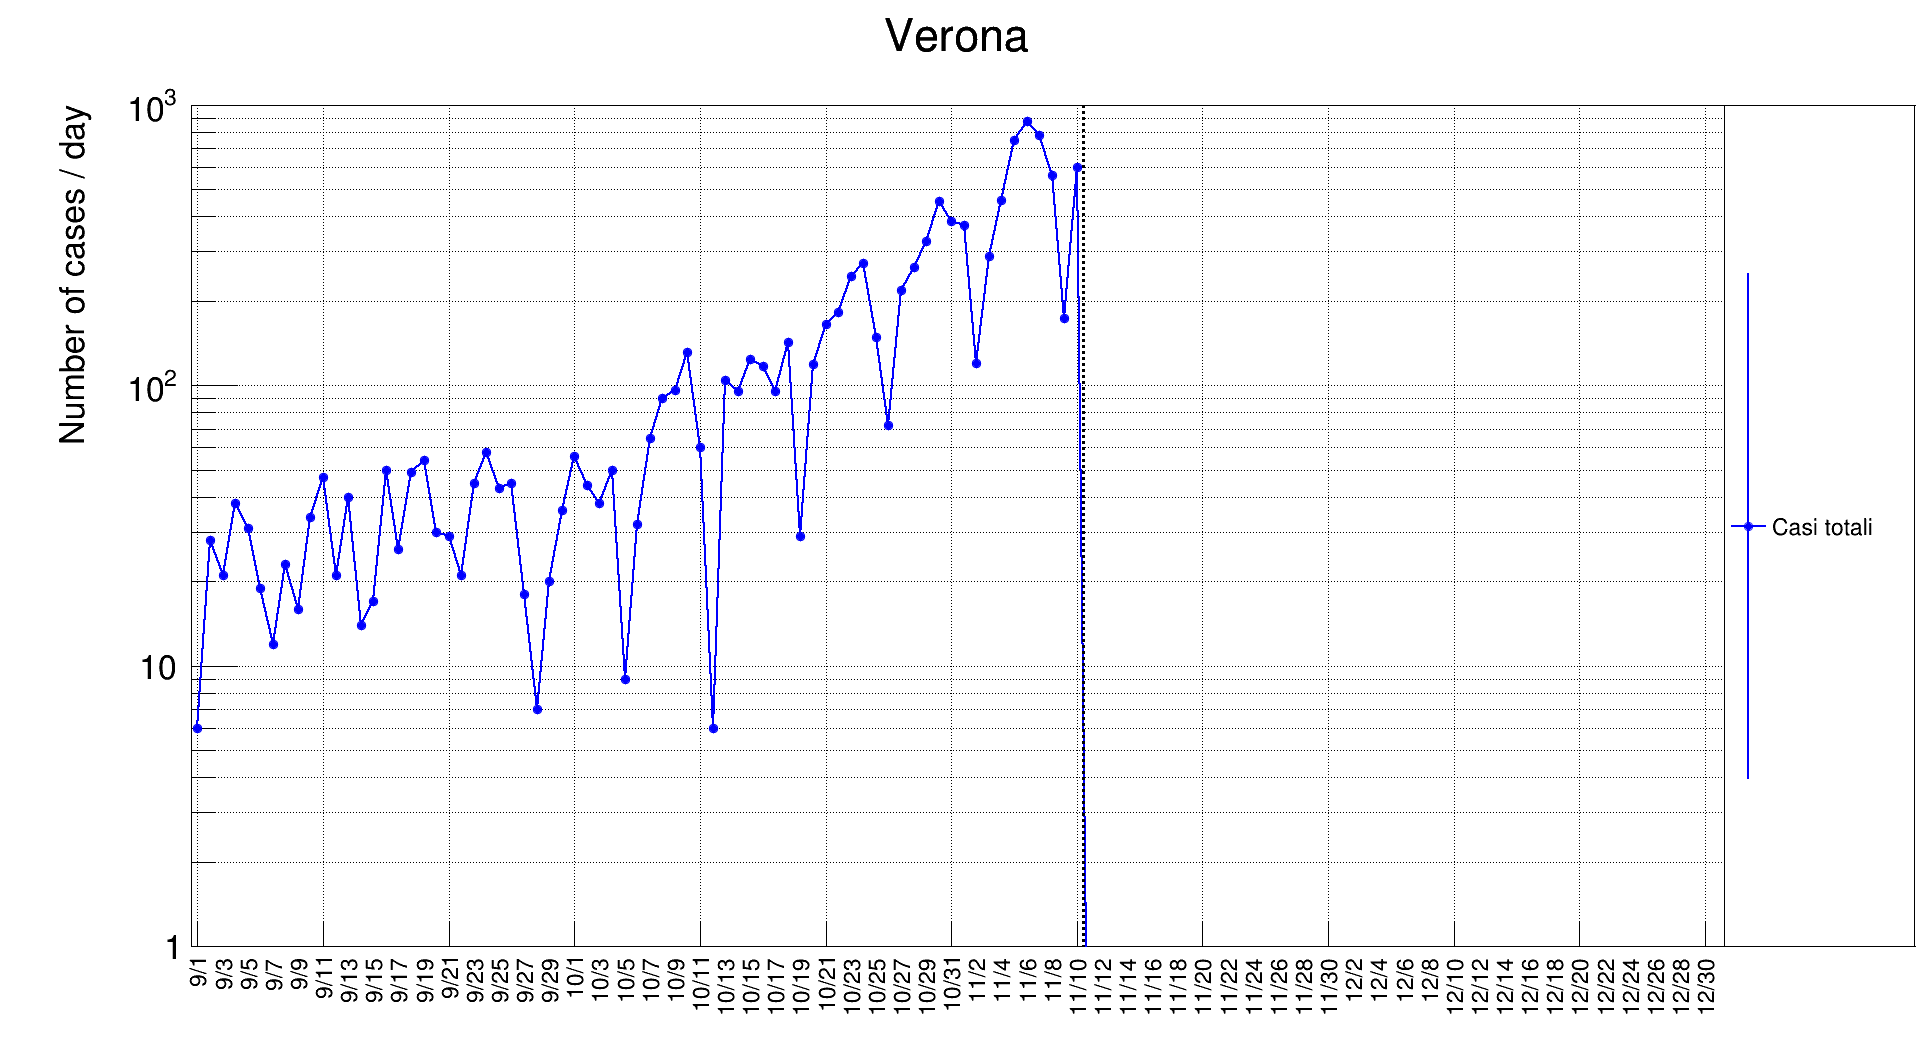 Verona
Number of cases / day
10³
10²
10
1
9/1 9/3 9/5 9/7 9/9 9/11 9/13 9/15 9/17 9/19 9/21 9/23 9/25 9/27 9/29 10/1 10/3 10/5 10/7 10/9 10/11 10/13 10/15 10/17 10/19 10/21 10/23 10/25 10/27 10/29 10/31 11/2 11/4 11/6 11/8 11/10 11/12 11/14 11/16 11/18 11/20 11/22 11/24 11/26 11/28 11/30 12/2 12/4 12/6 12/8 12/10 12/12 12/14 12/16 12/18 12/20 12/22 12/24 12/26 12/28 12/30
Casi totali